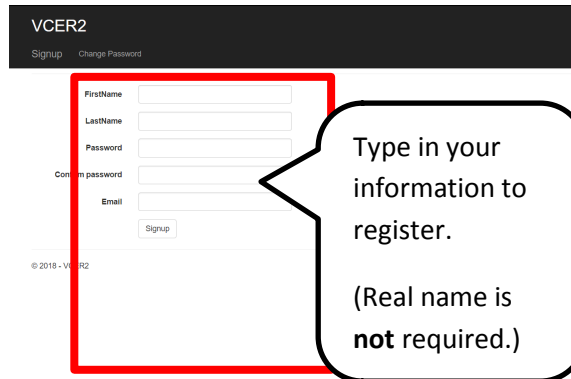 VCER2
Signup Change Password
FirstName
LastName
Password
Confirm password
Email
Signup
© 2018 - VCER2
Type in your
information to
register.
(Real name is
not required.)